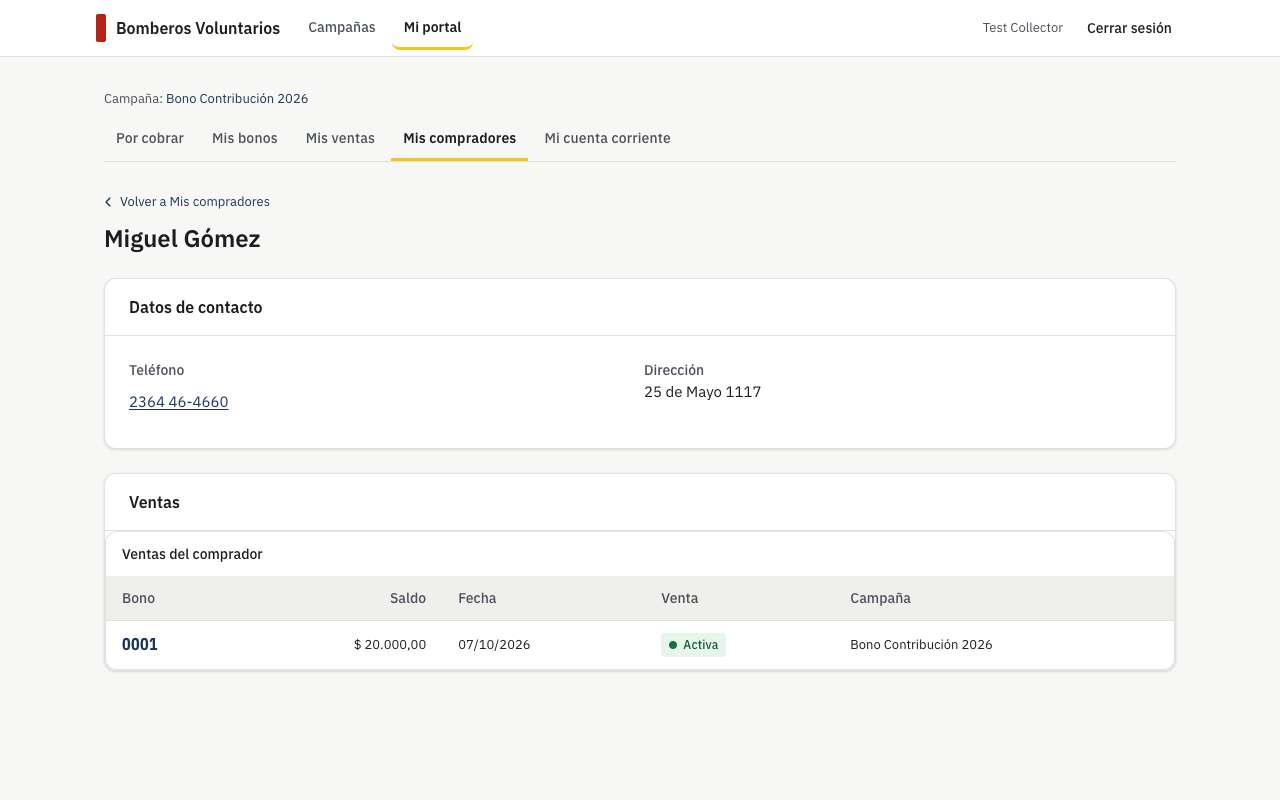 Bomberos Voluntarios
Campañas
Mi portal
Test Collector
Cerrar sesión
Campaña: Bono Contribución 2026
Por cobrar
Mis bonos
Mis ventas
Mis compradores
Mi cuenta corriente
Volver a Mis compradores
Miguel Gómez
Datos de contacto
Teléfono
2364 46-4660
Dirección
25 de Mayo 1117
Ventas
Ventas del comprador
Bono Saldo Fecha Venta Campaña
0001 $ 20.000,00 07/10/2026 Activa Bono Contribución 2026